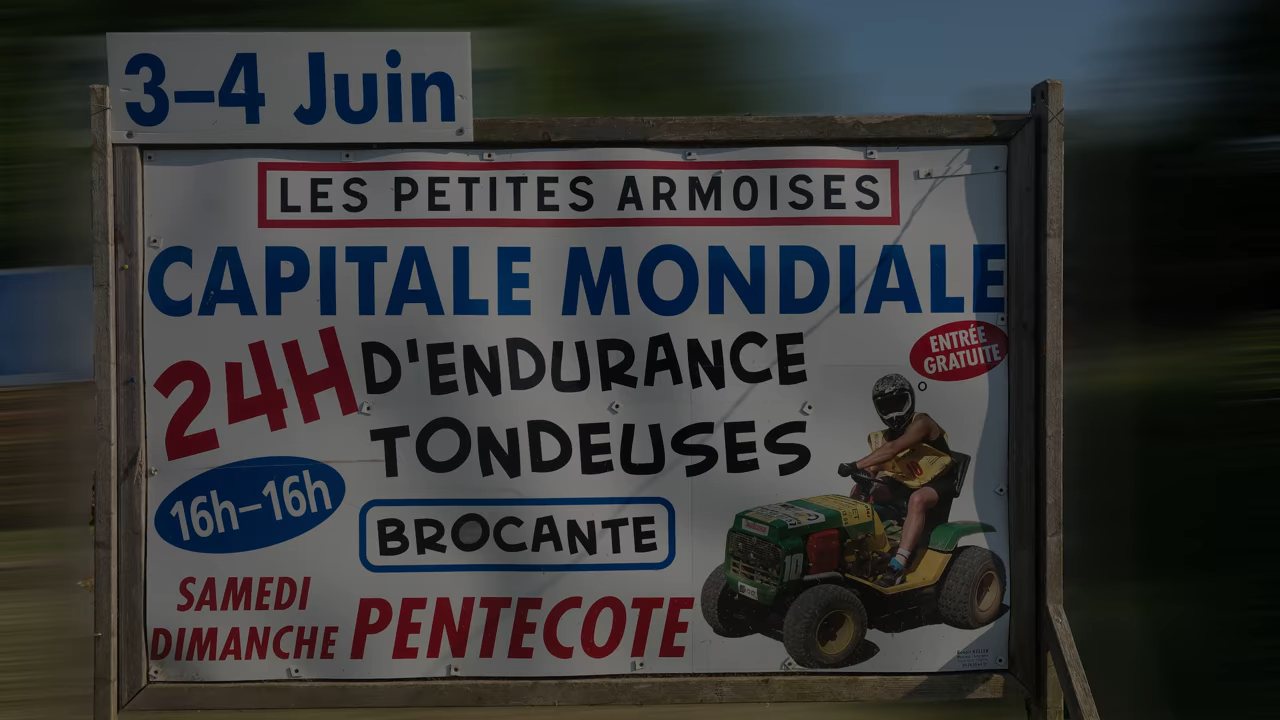 3-4 Juin
LES PETITES ARMOISES
CAPITALE MONDIALE
24H D'ENDURANCE
TONDEUSES
ENTRÉE
GRATUITE
16h-16h
BROCANTE
SAMEDI
DIMANCHE
PENTECOTE
10